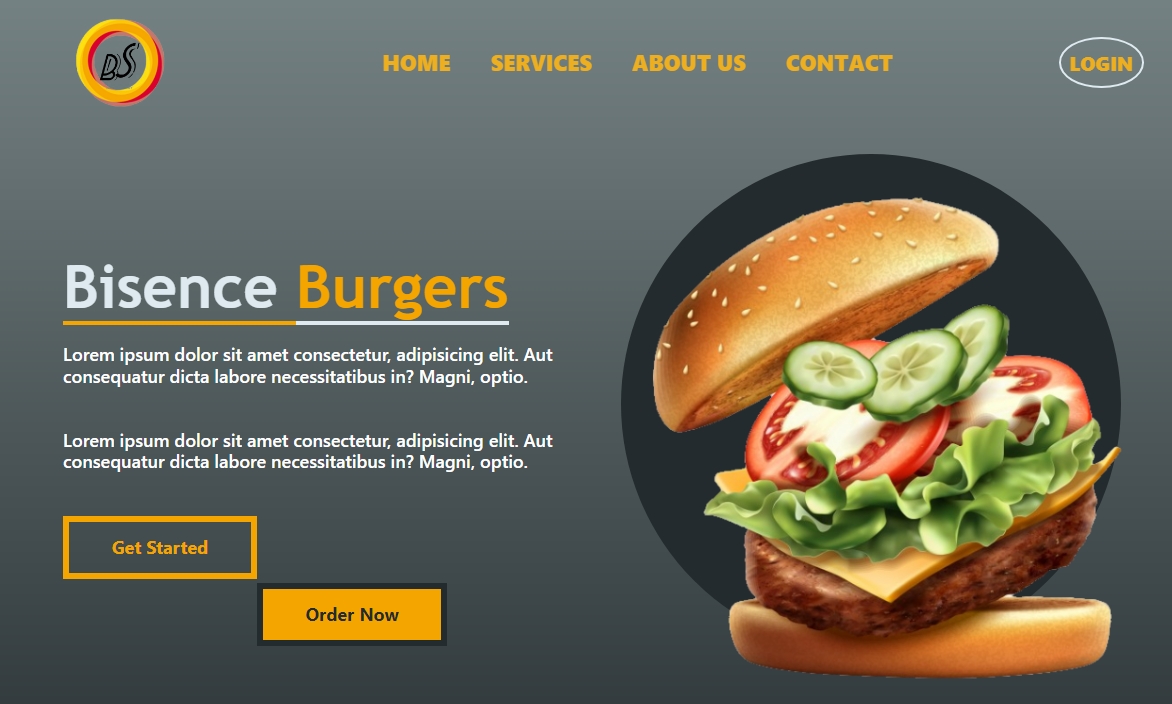 BS
HOME SERVICES ABOUT US CONTACT LOGIN
Bisence Burgers
Lorem ipsum dolor sit amet consectetur, adipisicing elit. Aut
consequatur dicta labore necessitatibus in? Magni, optio.
Lorem ipsum dolor sit amet consectetur, adipisicing elit. Aut
consequatur dicta labore necessitatibus in? Magni, optio.
Get Started
Order Now